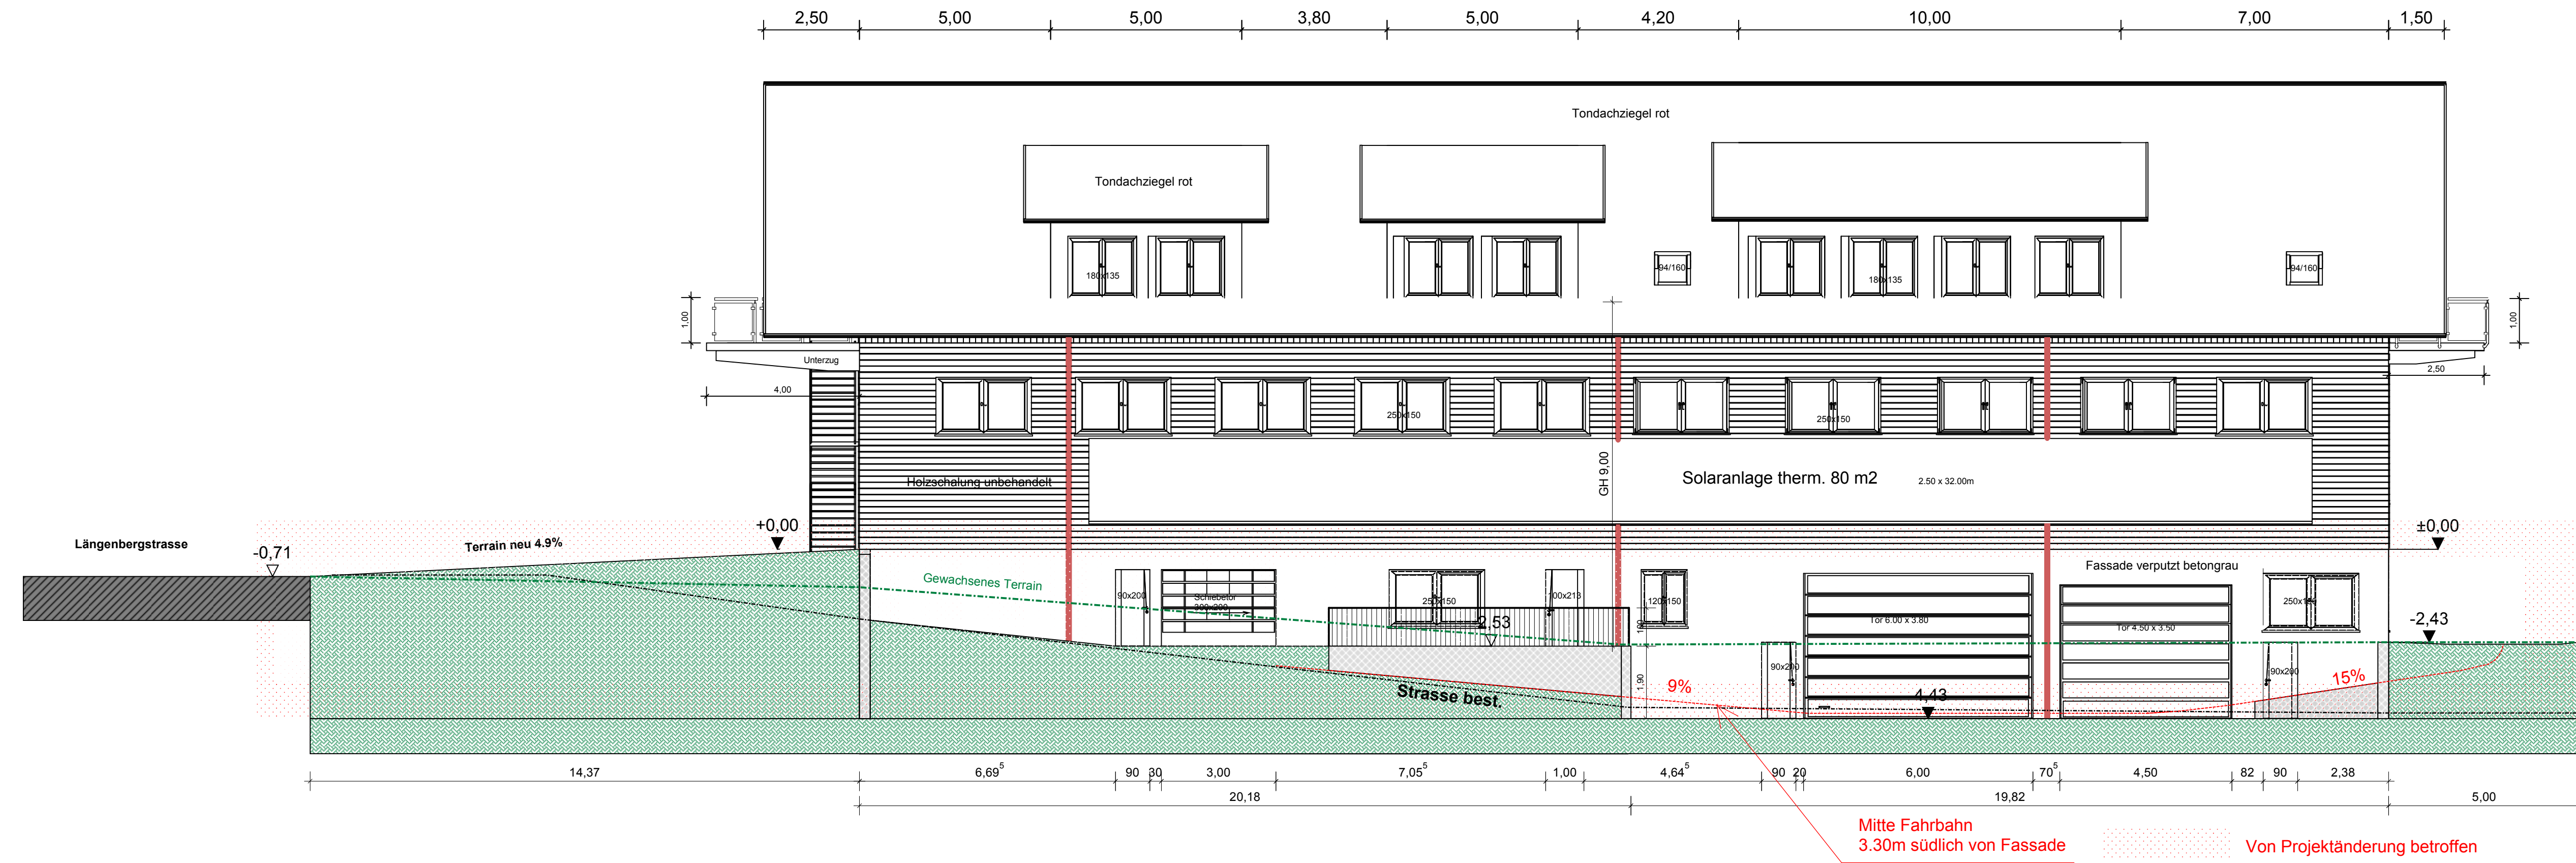 2,50 5,00 5,00 3,80 5,00 4,20 10,00 7,00 1,50
Tondachziegel rot
Tondachziegel rot
94/160
94/160
180x135
180x135
1,00
1,00
Unterzug
4,00
2,50
250x150
250x150
GH 9,00
Solaranlage therm. 80 m2 2.50 x 32.00m
Holzschalung unbehandelt
+0,00
±0,00
Längenbergstrasse
-0,71
Terrain neu 4.9%
Fassade verputzt betongrau
Gewachsenes Terrain
90x200
Schiebetor
300x200
250x150
100x213
120x150
250x150
Tor 6.00 x 3.80
Tor 4.50 x 3.50
-2,43
-2,53
90x200
90x200
1,90
9%
15%
Strasse best.
-4,43
14,37 6,69⁵ 90 30 3,00 7,05⁵ 1,00 4,64⁵ 90 20 6,00 70⁵ 4,50 82 90 2,38
20,18 19,82 5,00
Mitte Fahrbahn
3.30m südlich von Fassade
Von Projektänderung betroffen